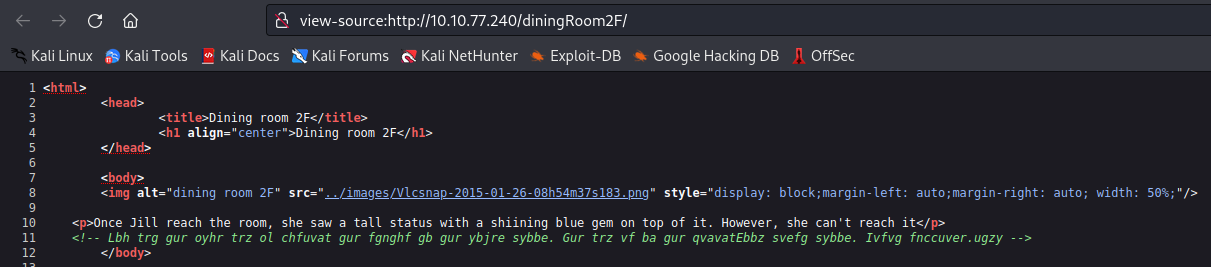 view-source:http://10.10.77.240/diningRoom2F/
Kali Linux Kali Tools Kali Docs Kali Forums Kali NetHunter Exploit-DB Google Hacking DB OffSec
1 <html>
2 <head>
3 <title>Dining room 2F</title>
4 <h1 align="center">Dining room 2F</h1>
5 </head>
6
7 <body>
8 <img alt="dining room 2F" src="../images/Vlcsnap-2015-01-26-08h54m37s183.png" style="display: block;margin-left: auto;margin-right: auto; width: 50%;"/>
9
10 <p>Once Jill reach the room, she saw a tall status with a shiining blue gem on top of it. However, she can't reach it</p>
11 <!-- Lbh trg gur oyhr trz ol chfuvat gur fgnghf gb gur ybjre sybbe. Gur trz vf ba gur qvavatEbbz svefg sybbe. Ivfvg fnccuver.ugzy -->
12 </body>
13